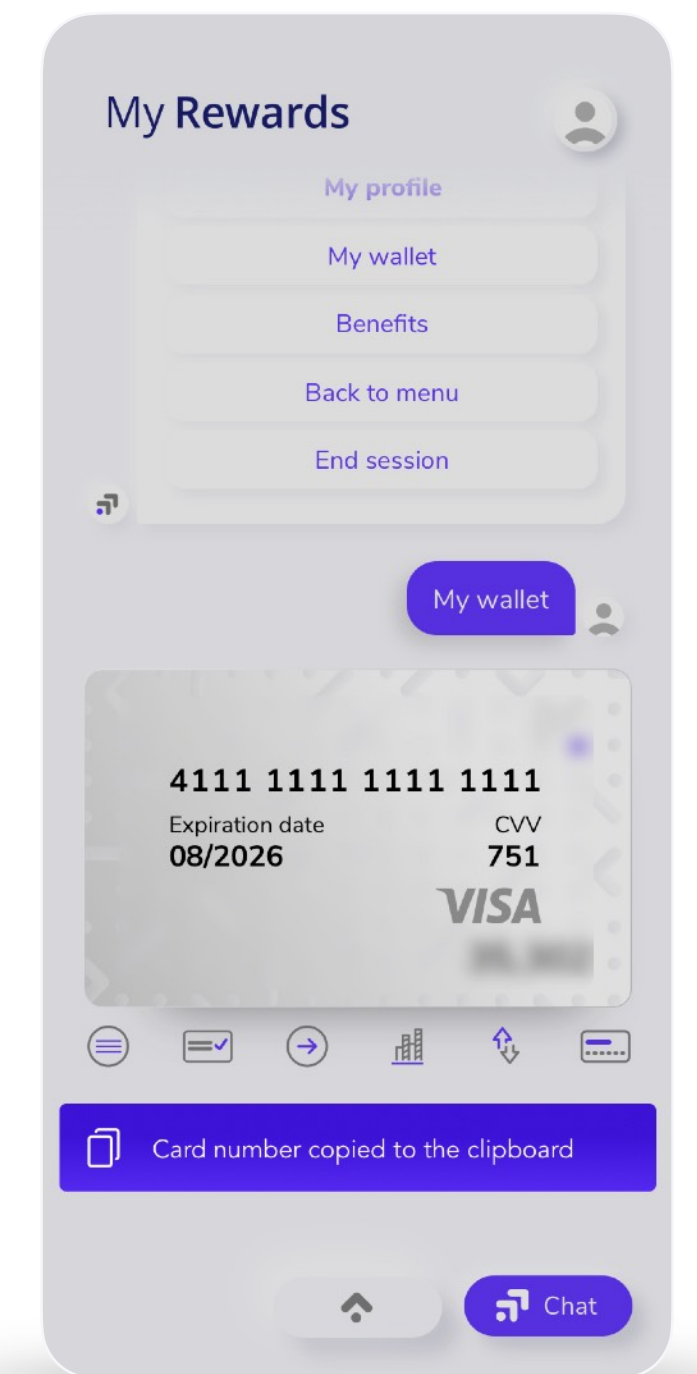 My Rewards
My profile
My wallet
Benefits
Back to menu
End session
My wallet
4111 1111 1111 1111
Expiration date CVV
08/2026 751
VISA
Card number copied to the clipboard
Chat